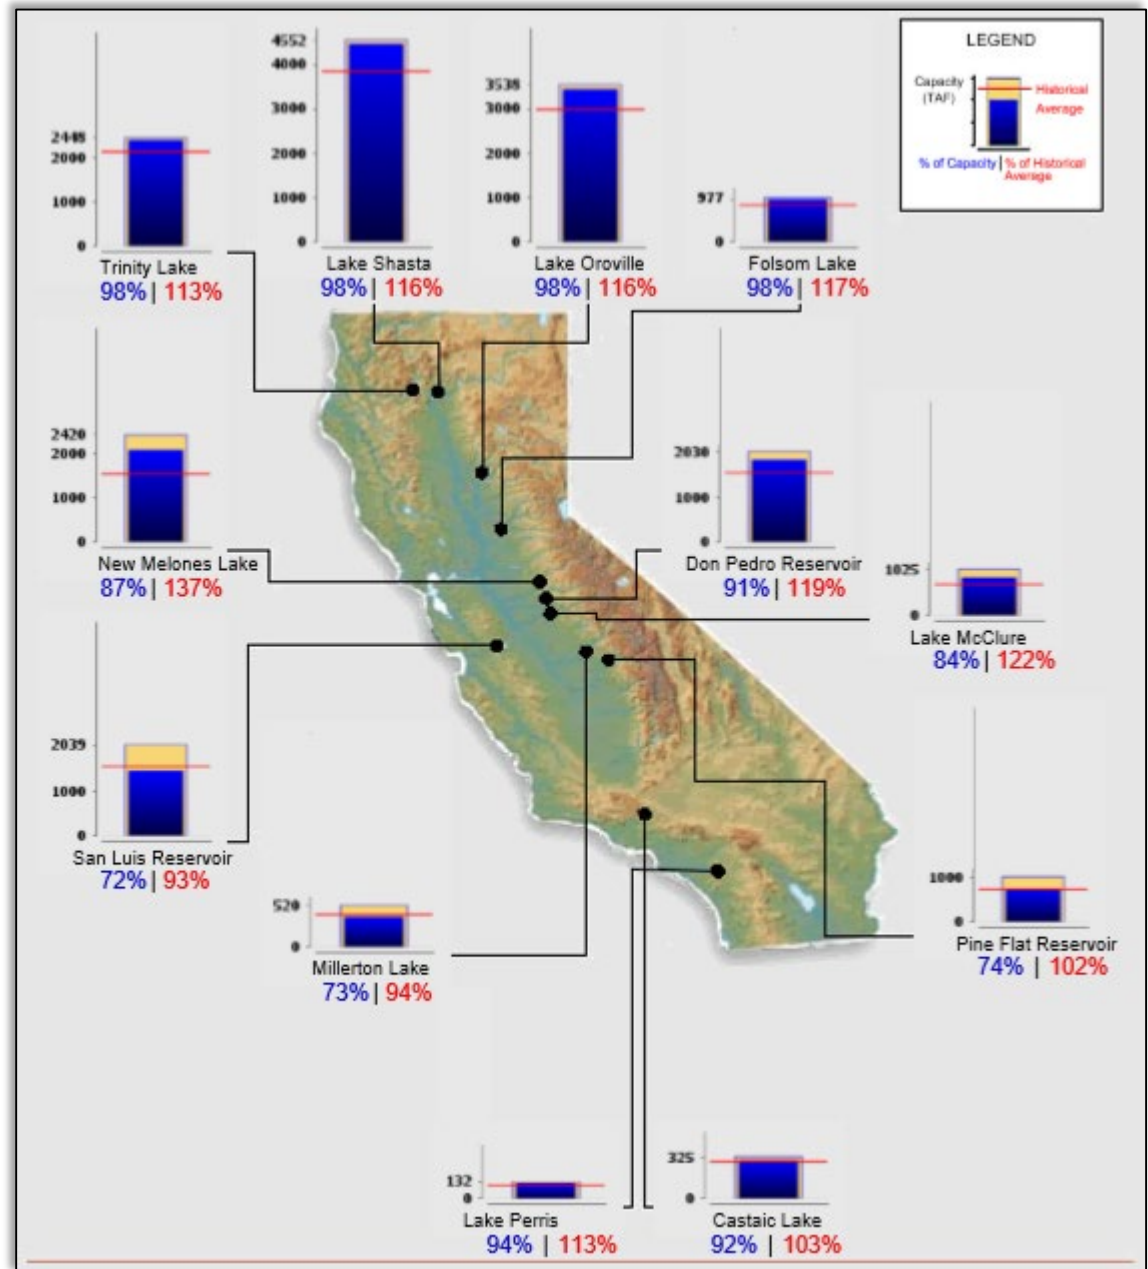 LEGEND
Capacity
(TAF)
Historical
Average
% of Capacity | % of Historical
Average
2448
2000
1000
0
Trinity Lake
98% | 113%
4552
4000
3000
2000
1000
0
Lake Shasta
98% | 116%
3538
3000
2000
1000
0
Lake Oroville
98% | 116%
977
0
Folsom Lake
98% | 117%
2420
2000
1000
0
New Melones Lake
87% | 137%
2030
1000
0
Don Pedro Reservoir
91% | 119%
1025
0
Lake McClure
84% | 122%
2039
1000
0
San Luis Reservoir
72% | 93%
520
0
Millerton Lake
73% | 94%
1000
0
Pine Flat Reservoir
74% | 102%
132
0
Lake Perris
94% | 113%
325
0
Castaic Lake
92% | 103%